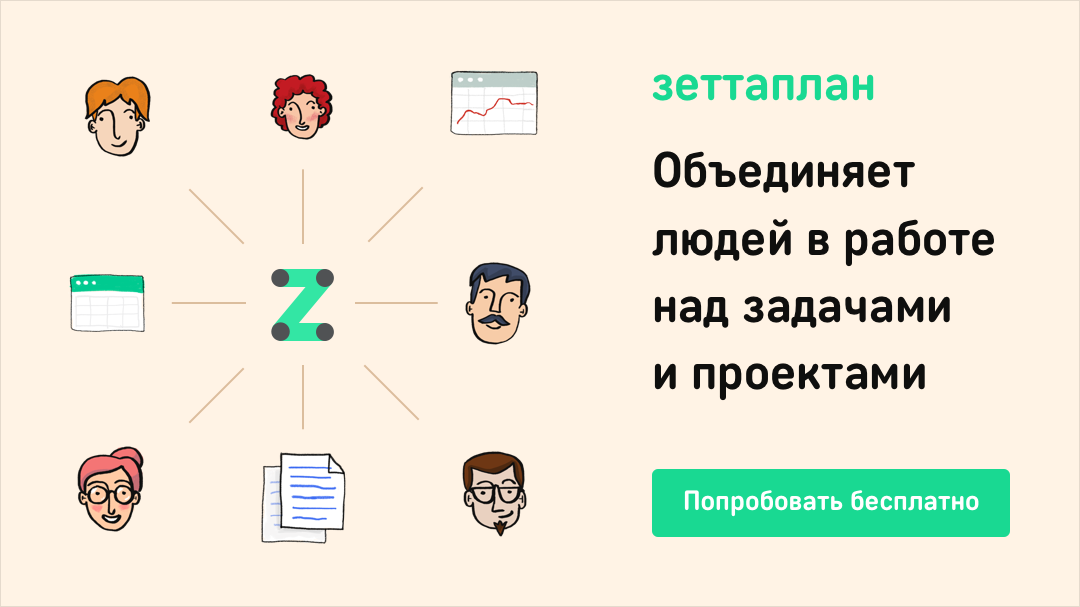 зеттаплан
Объединяет
людей в работе
над задачами
и проектами
Попробовать бесплатно